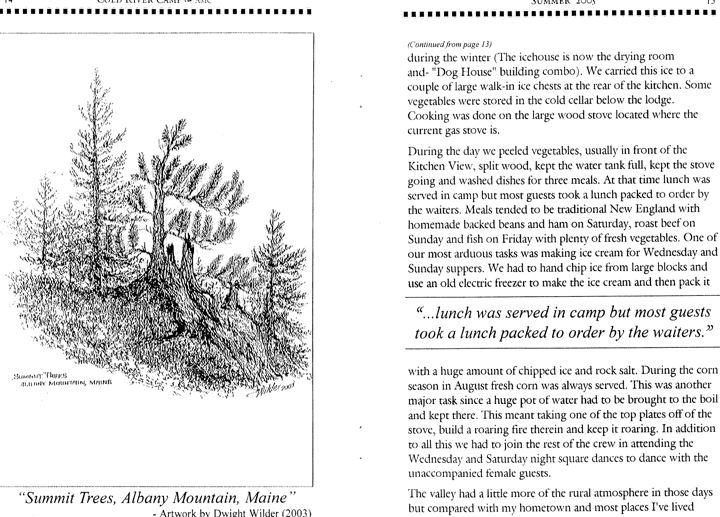 14 COLD RIVER CAMP AMC
SUMMIT TREES
ALBANY MOUNTAIN, MAINE
"Summit Trees, Albany Mountain, Maine"
- Artwork by Dwight Wilder (2003)
SUMMER 2003 15
(Continued from page 13)
during the winter (The icehouse is now the drying room
and- "Dog House" building combo). We carried this ice to a
couple of large walk-in ice chests at the rear of the kitchen. Some
vegetables were stored in the cold cellar below the lodge.
Cooking was done on the large wood stove located where the
current gas stove is.
During the day we peeled vegetables, usually in front of the
Kitchen View, split wood, kept the water tank full, kept the stove
going and washed dishes for three meals. At that time lunch was
served in camp but most guests took a lunch packed to order by
the waiters. Meals tended to be traditional New England with
homemade backed beans and ham on Saturday, roast beef on
Sunday and fish on Friday with plenty of fresh vegetables. One of
our most arduous tasks was making ice cream for Wednesday and
Sunday suppers. We had to hand chip ice from large blocks and
use an old electric freezer to make the ice cream and then pack it
"...lunch was served in camp but most guests
took a lunch packed to order by the waiters."
with a huge amount of chipped ice and rock salt. During the corn
season in August fresh corn was always served. This was another
major task since a huge pot of water had to be brought to the boil
and kept there. This meant taking one of the top plates off of the
stove, build a roaring fire therein and keep it roaring. In addition
to all this we had to join the rest of the crew in attending the
Wednesday and Saturday night square dances to dance with the
unaccompanied female guests.
The valley had a little more of the rural atmosphere in those days
but compared with my hometown and most places I've lived